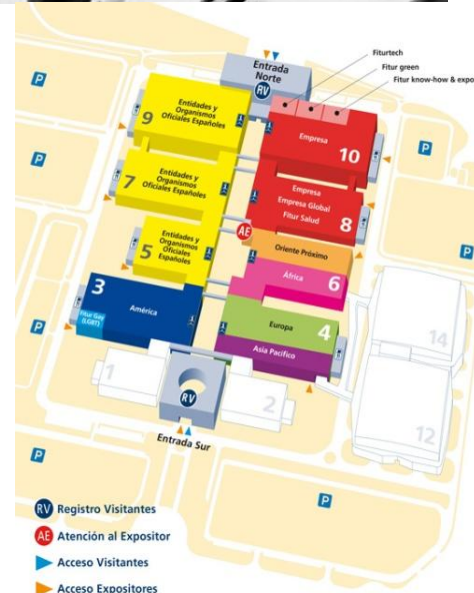 Fiturtech
Fitur green
Fitur know-how & expo
Entrada
Norte
RV
P
P
9
Entidades y
Organismos
Oficiales Españoles
Empresa
10
P
7
Entidades y
Organismos
Oficiales Españoles
Empresa
Empresa Global
Fitur Salud
8
AE
P
5
Entidades y
Organismos
Oficiales
Españoles
Oriente Próximo
África
6
3
América
Fitur Gay
(LGBT)
P
Europa
4
Asia Pacífico
14
1
RV
2
12
Entrada Sur
P
P
P
RV Registro Visitantes
AE Atención al Expositor
Acceso Visitantes
Acceso Expositores